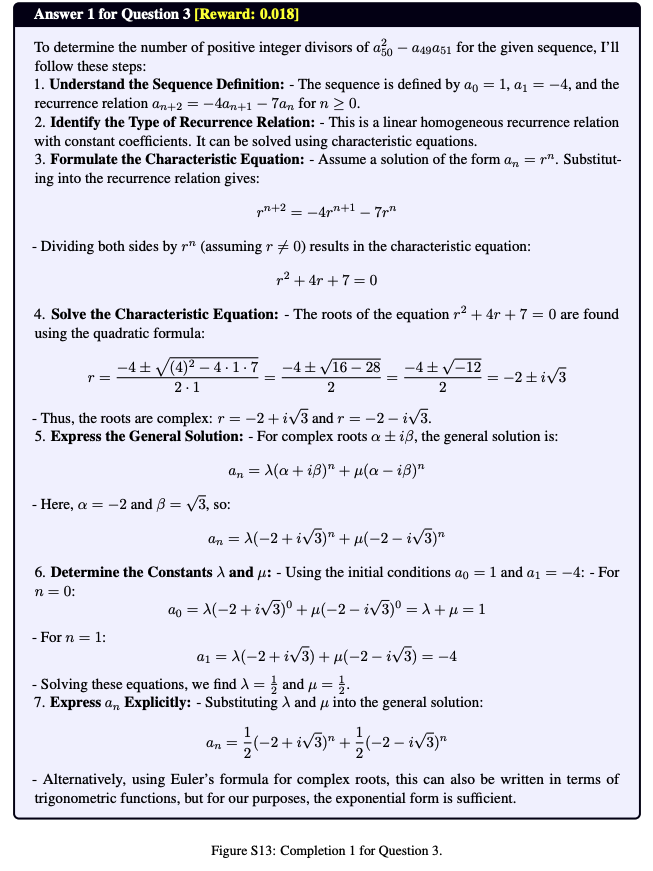 Answer 1 for Question 3 [Reward: 0.018]
To determine the number of positive integer divisors of $a_{50}^2 - a_{49}a_{51}$ for the given sequence, I'll
follow these steps:
1. Understand the Sequence Definition: - The sequence is defined by $a_0 = 1$, $a_1 = -4$, and the
recurrence relation $a_{n+2} = -4a_{n+1} - 7a_n$ for $n \geq 0$.
2. Identify the Type of Recurrence Relation: - This is a linear homogeneous recurrence relation
with constant coefficients. It can be solved using characteristic equations.
3. Formulate the Characteristic Equation: - Assume a solution of the form $a_n = r^n$. Substitut-
ing into the recurrence relation gives:
$r^{n+2} = -4r^{n+1} - 7r^n$
- Dividing both sides by $r^n$ (assuming $r \neq 0$) results in the characteristic equation:
$r^2 + 4r + 7 = 0$
4. Solve the Characteristic Equation: - The roots of the equation $r^2 + 4r + 7 = 0$ are found
using the quadratic formula:
$r = \frac{-4 \pm \sqrt{(4)^2 - 4 \cdot 1 \cdot 7}}{2 \cdot 1} = \frac{-4 \pm \sqrt{16 - 28}}{2} = \frac{-4 \pm \sqrt{-12}}{2} = -2 \pm i\sqrt{3}$
- Thus, the roots are complex: $r = -2 + i\sqrt{3}$ and $r = -2 - i\sqrt{3}$.
5. Express the General Solution: - For complex roots $\alpha \pm i\beta$, the general solution is:
$a_n = \lambda(\alpha + i\beta)^n + \mu(\alpha - i\beta)^n$
- Here, $\alpha = -2$ and $\beta = \sqrt{3}$, so:
$a_n = \lambda(-2 + i\sqrt{3})^n + \mu(-2 - i\sqrt{3})^n$
6. Determine the Constants $\lambda$ and $\mu$: - Using the initial conditions $a_0 = 1$ and $a_1 = -4$: - For
$n = 0$:
$a_0 = \lambda(-2 + i\sqrt{3})^0 + \mu(-2 - i\sqrt{3})^0 = \lambda + \mu = 1$
- For $n = 1$:
$a_1 = \lambda(-2 + i\sqrt{3}) + \mu(-2 - i\sqrt{3}) = -4$
- Solving these equations, we find $\lambda = \frac{1}{2}$ and $\mu = \frac{1}{2}$.
7. Express $a_n$ Explicitly: - Substituting $\lambda$ and $\mu$ into the general solution:
$a_n = \frac{1}{2}(-2 + i\sqrt{3})^n + \frac{1}{2}(-2 - i\sqrt{3})^n$
- Alternatively, using Euler's formula for complex roots, this can also be written in terms of
trigonometric functions, but for our purposes, the exponential form is sufficient.
Figure S13: Completion 1 for Question 3.